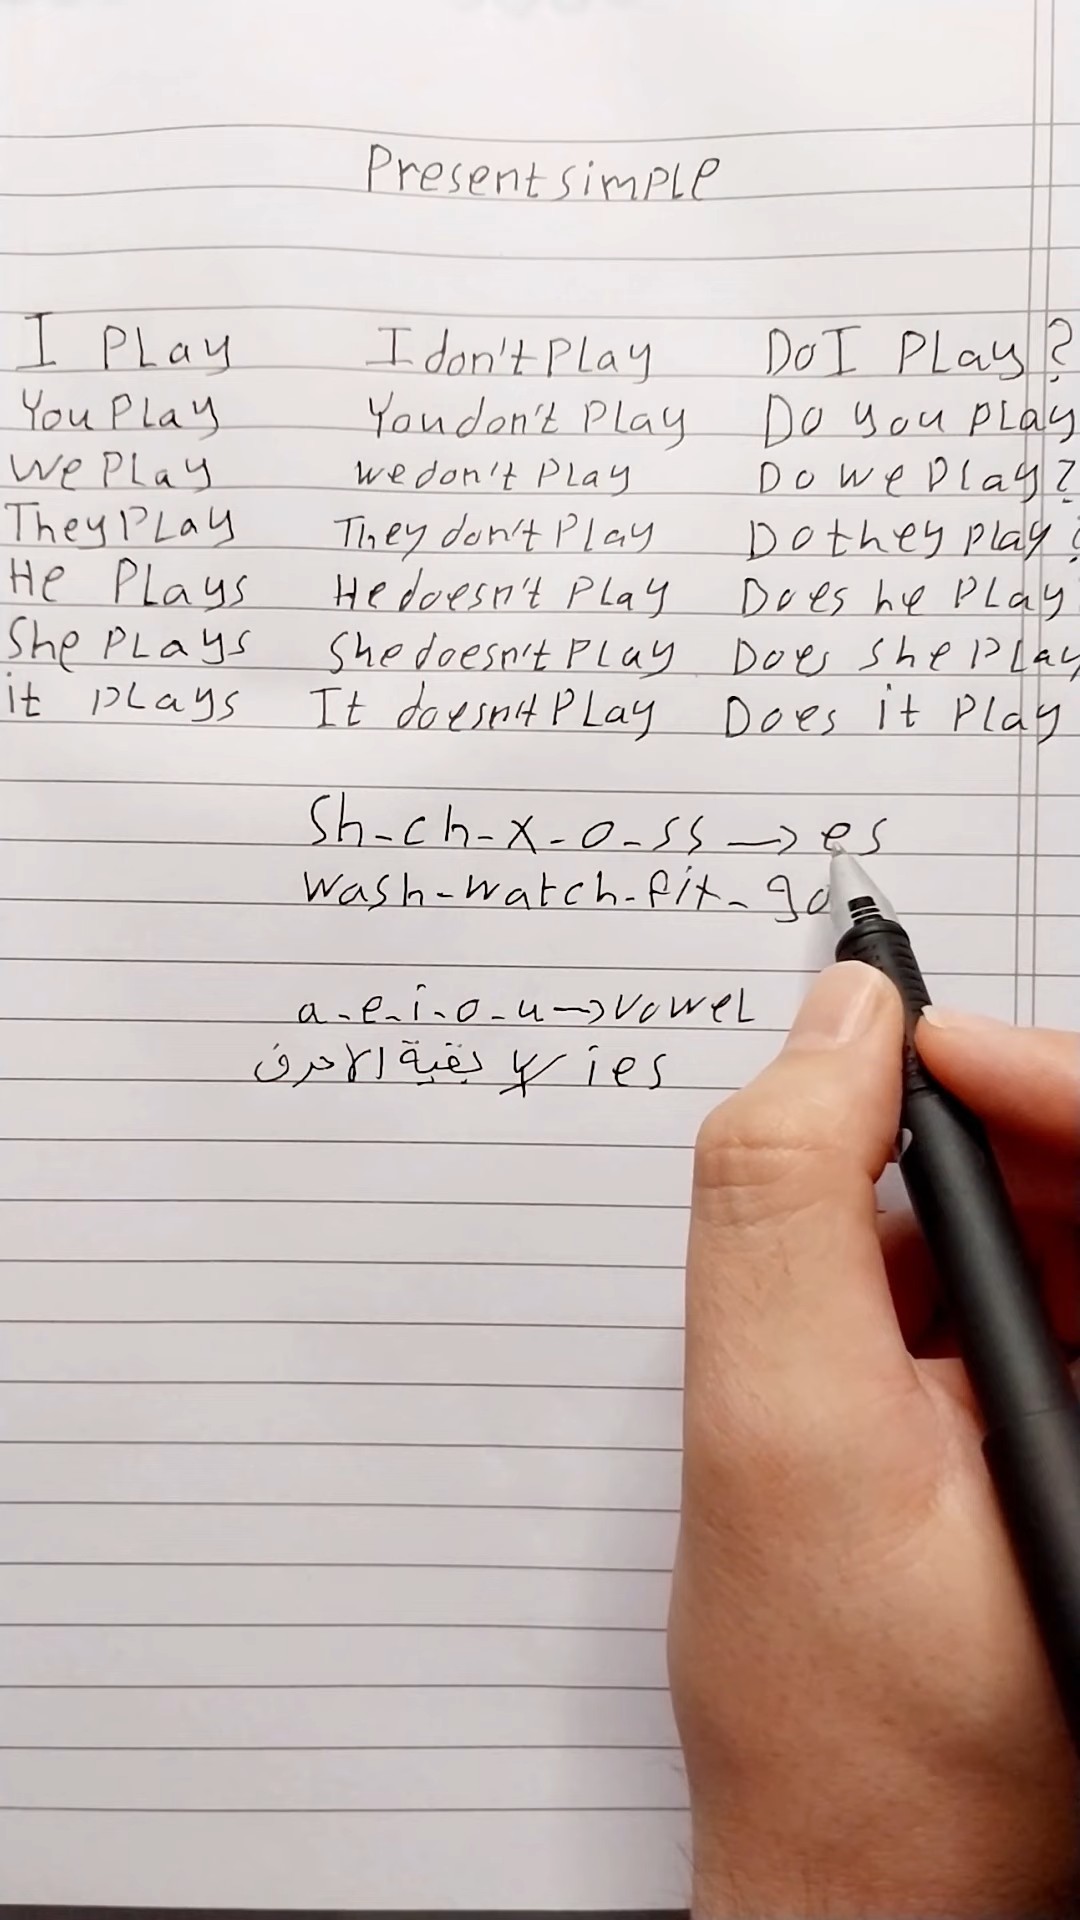 Present simple
I Play I don't Play Do I Play?
You Play You don't Play Do you play
we Play we don't Play Do we Play?
They Play They don't Play Do they play?
He Plays He doesn't Play Does he Play
She Plays She doesn't Play Does she Play
it plays It doesn't Play Does it Play
Sh-ch-x-o-ss → es
wash-watch-fix-go
a-e-i-o-u → vowel
بقية الاحرف y ies